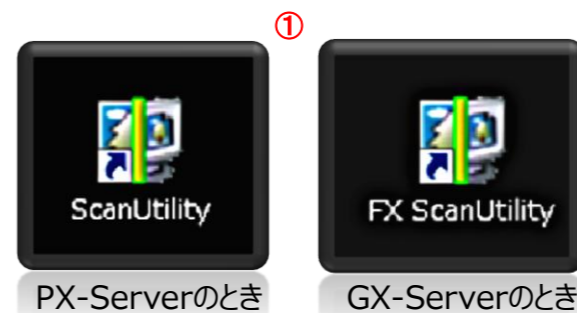 ①
ScanUtility
FX ScanUtility
PX-Serverのとき
GX-Serverのとき